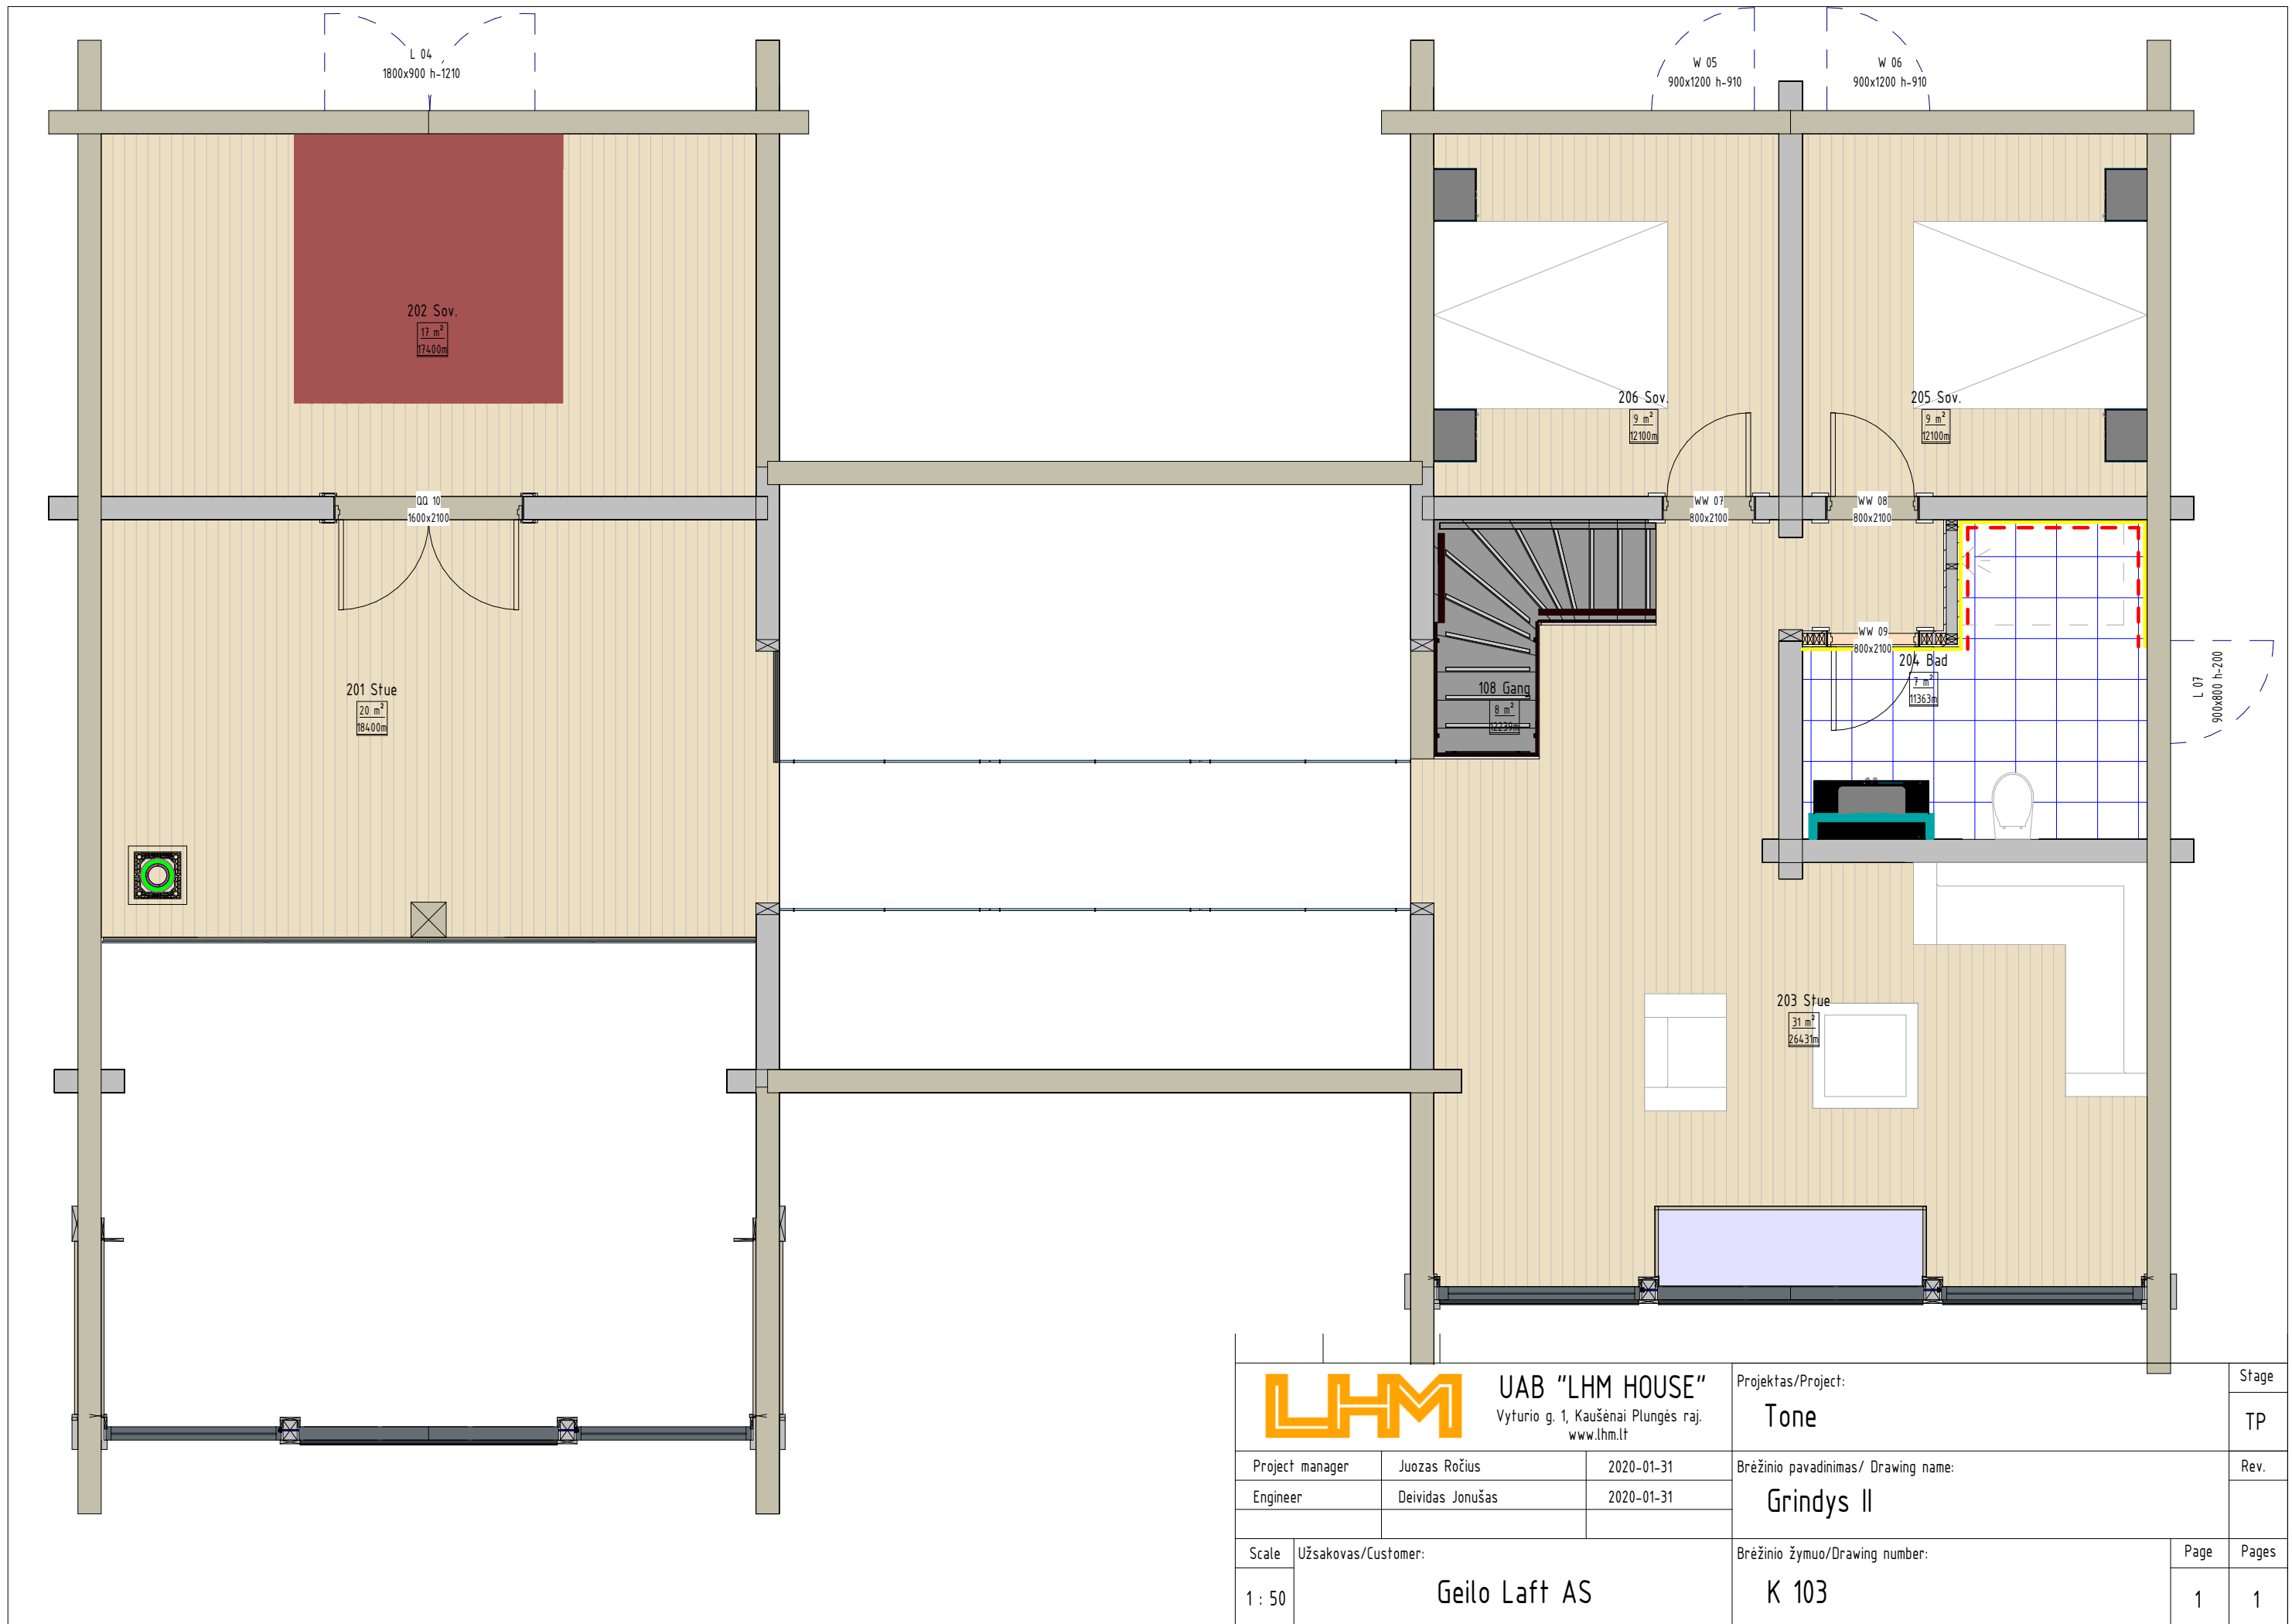 L 04
1800x900 h-1210
W 05
900x1200 h-910
W 06
900x1200 h-910
202 Sov.
17 m²
17400m
206 Sov.
9 m²
12100m
205 Sov.
9 m²
12100m
QQ 10
1600x2100
WW 07
800x2100
WW 08
800x2100
WW 09
800x2100
204 Bad
7 m²
11363m
L 07
900x800 h-200
201 Stue
20 m²
18400m
108 Gang
8 m²
12239m
203 Stue
31 m²
26431m
LHM
UAB "LHM HOUSE"
Vyturio g. 1, Kaušėnai Plungės raj.
www.lhm.lt
Projektas/Project:
Tone
Stage
TP
Project manager
Juozas Ročius
2020-01-31
Engineer
Deividas Jonušas
2020-01-31
Brėžinio pavadinimas/ Drawing name:
Grindys II
Rev.
Scale
1 : 50
Užsakovas/Customer:
Geilo Laft AS
Brėžinio žymuo/Drawing number:
K 103
Page
1
Pages
1